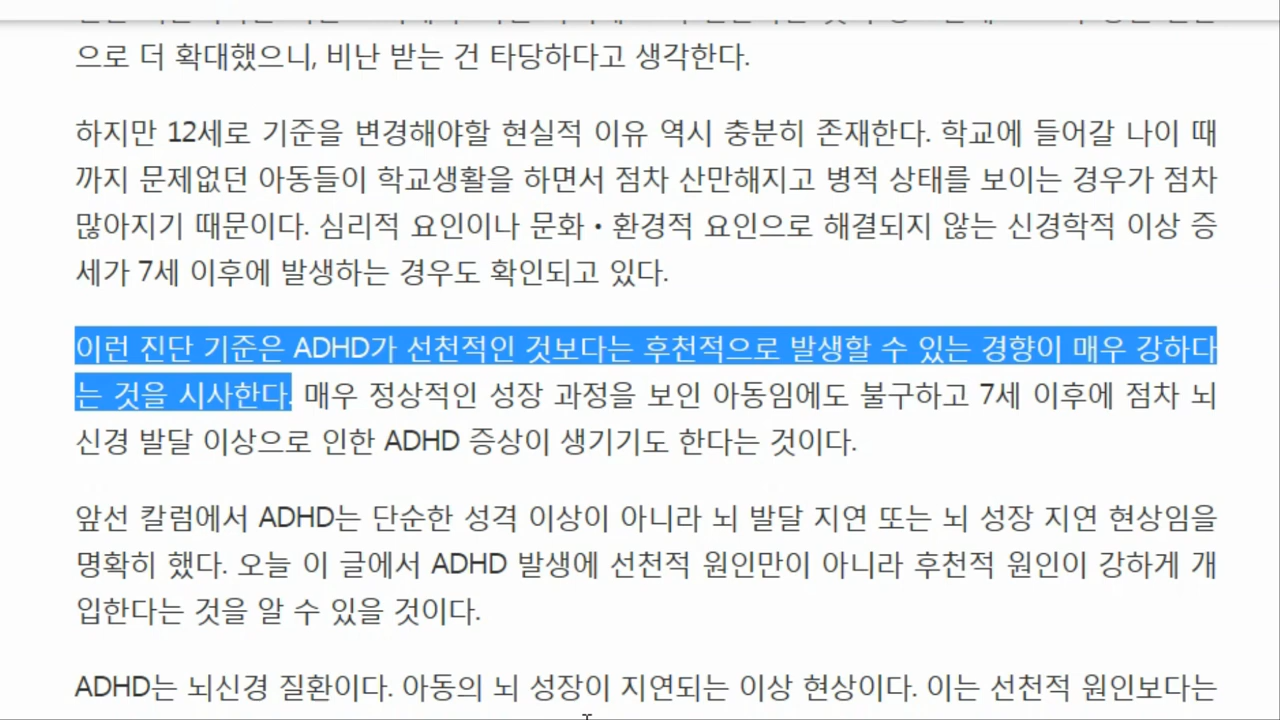 으로 더 확대했으니, 비난 받는 건 타당하다고 생각한다.
하지만 12세로 기준을 변경해야할 현실적 이유 역시 충분히 존재한다. 학교에 들어갈 나이 때
까지 문제없던 아동들이 학교생활을 하면서 점차 산만해지고 병적 상태를 보이는 경우가 점차
많아지기 때문이다. 심리적 요인이나 문화 • 환경적 요인으로 해결되지 않는 신경학적 이상 증
세가 7세 이후에 발생하는 경우도 확인되고 있다.
이런 진단 기준은 ADHD가 선천적인 것보다는 후천적으로 발생할 수 있는 경향이 매우 강하다
는 것을 시사한다. 매우 정상적인 성장 과정을 보인 아동임에도 불구하고 7세 이후에 점차 뇌
신경 발달 이상으로 인한 ADHD 증상이 생기기도 한다는 것이다.
앞선 칼럼에서 ADHD는 단순한 성격 이상이 아니라 뇌 발달 지연 또는 뇌 성장 지연 현상임을
명확히 했다. 오늘 이 글에서 ADHD 발생에 선천적 원인만이 아니라 후천적 원인이 강하게 개
입한다는 것을 알 수 있을 것이다.
ADHD는 뇌신경 질환이다. 아동의 뇌 성장이 지연되는 이상 현상이다. 이는 선천적 원인보다는